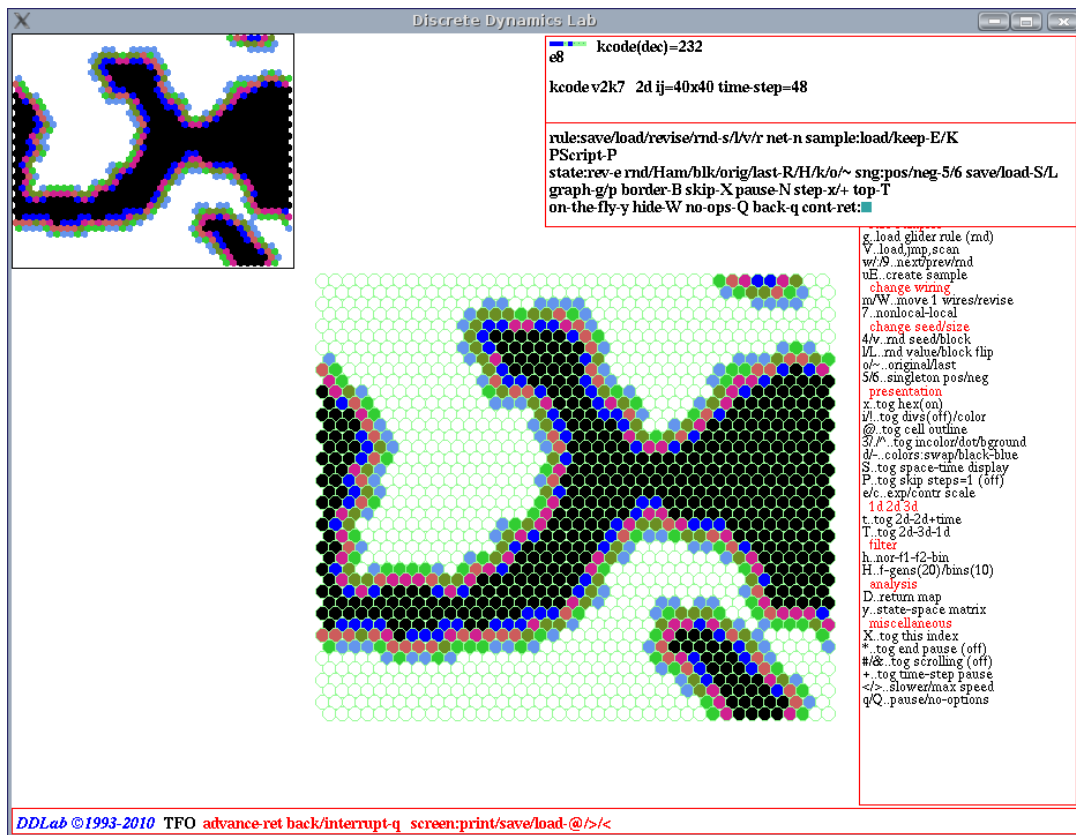 Discrete Dynamics Lab
kcode(dec)=232
e8
kcode v2k7 2d ij=40x40 time-step=48
rule:save/load/revise/rnd-s/l/v/r net-n sample:load/keep-E/K
PScript-P
state:rev-e rnd/Ham/blk/orig/last-R/H/k/o/~ sng:pos/neg-5/6 save/load-S/L
graph-g/p border-B skip-X pause-N step-x/+ top-T
on-the-fly-y hide-W no-ops-Q back-q cont-ret:
g..load glider rule (rnd)
V..load,jmp,scan
w/:/9..next/prev/rnd
uE..create sample
change wiring
m/W..move 1 wires/revise
7..nonlocal-local
change seed/size
4/v..rnd seed/block
l/L..rnd value/block flip
o/~..original/last
5/6..singleton pos/neg
presentation
x..tog hex(on)
i/!..tog divs(off)/color
@..tog cell outline
3/./^..tog incolor/dot/bground
d/-..colors:swap/black-blue
S..tog space-time display
P..tog skip steps=1 (off)
e/c..exp/contr scale
1d 2d 3d
t..tog 2d-2d+time
T..tog 2d-3d-1d
filter
h..nor-f1-f2-bin
H..f-gens(20)/bins(10)
analysis
D..return map
y..state-space matrix
miscellaneous
X..tog this index
*..tog end pause (off)
#/&..tog scrolling (off)
+..tog time-step pause
</>..slower/max speed
q/Q..pause/no-options
DDLab ©1993-2010 TFO advance-ret back/interrupt-q screen:print/save/load-@/>/<